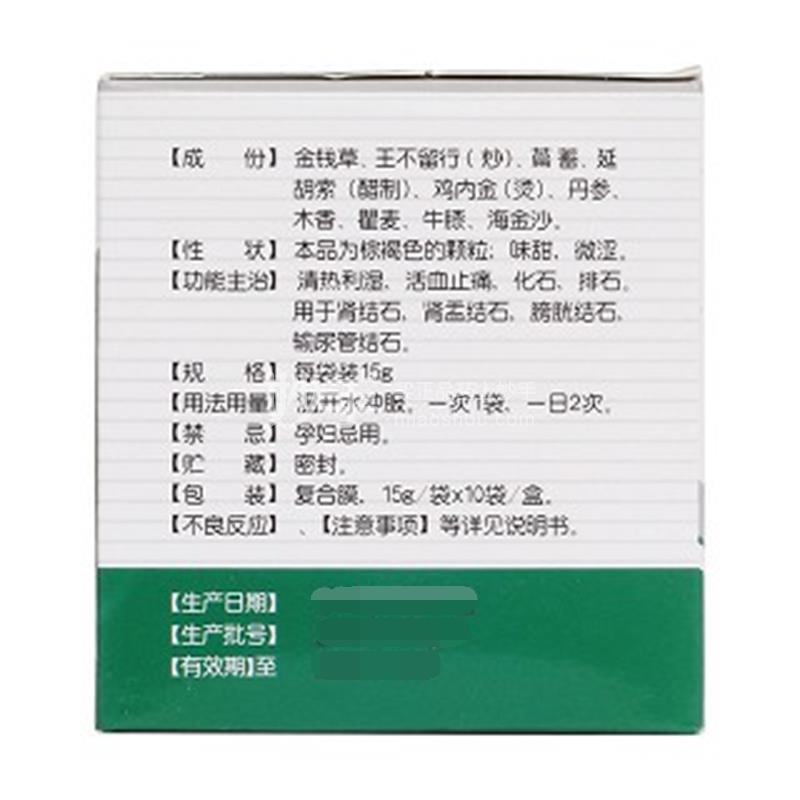 【成 份】 金钱草、王不留行(炒)、萹蓄、延
胡索(醋制)、鸡内金(烫)、丹参、
木香、瞿麦、牛膝、海金沙。
【性 状】 本品为棕褐色的颗粒；味甜、微涩。
【功能主治】 清热利湿、活血止痛、化石、排石。
用于肾结石、肾盂结石、膀胱结石、
输尿管结石。
【规 格】 每袋装15g
【用法用量】 温开水冲服。一次1袋、一日2次。
【禁 忌】 孕妇忌用。
【贮 藏】 密封。
【包 装】 复合膜、15g/袋x10袋/盒。
【不良反应】、【注意事项】等详见说明书。
【生产日期】
【生产批号】
【有效期】至